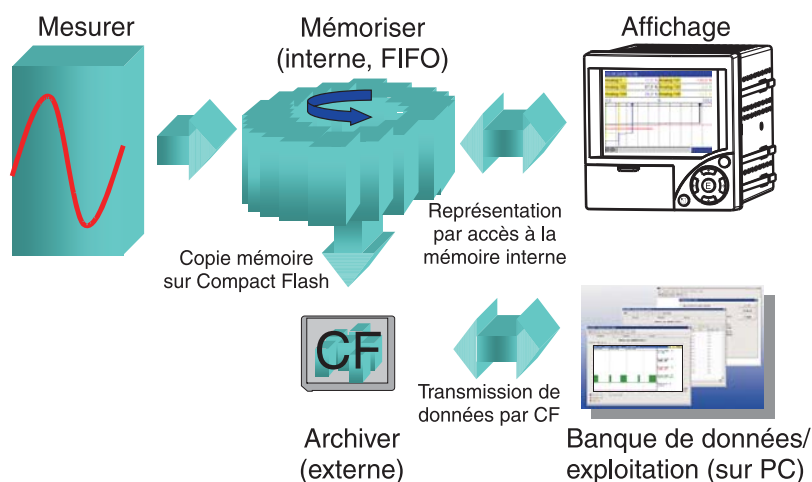 Mesurer
Mémoriser
(interne, FIFO)
Affichage
Copie mémoire
sur Compact Flash
Représentation
par accès à la
mémoire interne
CF
Archiver
(externe)
Transmission de
données par CF
Banque de données/
exploitation (sur PC)